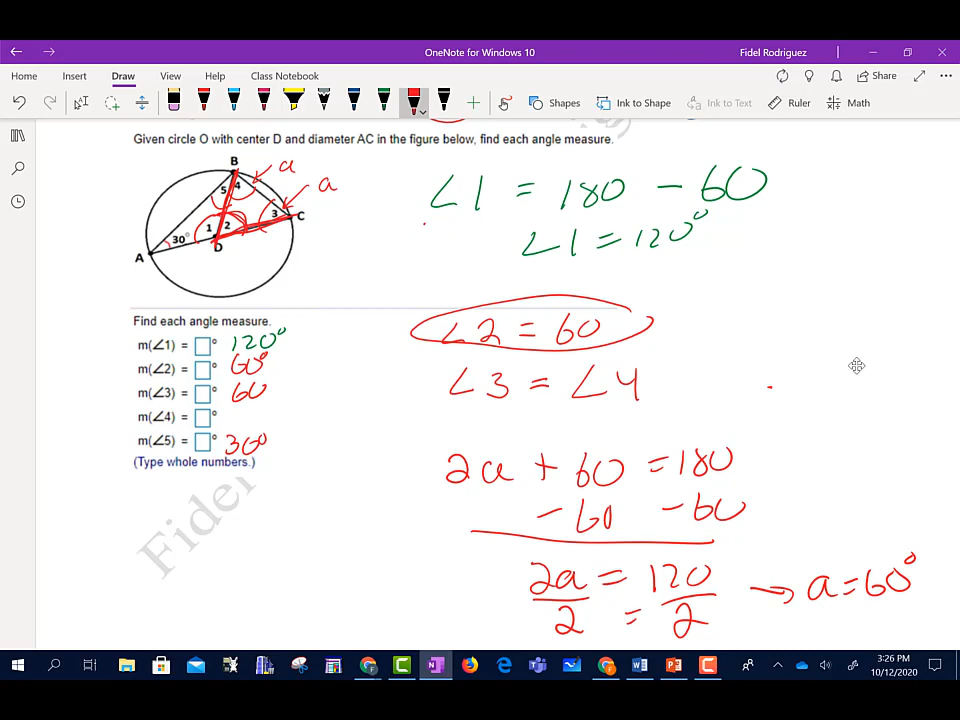 OneNote for Windows 10
Fidel Rodriguez
Home Insert Draw View Help Class Notebook
Share
Shapes Ink to Shape Ink to Text Ruler Math
Given circle O with center D and diameter AC in the figure below, find each angle measure.
B a
5 4 a
3 C
1 2
30°
D
A
∠1 = 180 - 60
∠1 = 120°
Find each angle measure.
m(∠1) = ° 120°
m(∠2) = ° 60°
m(∠3) = ° 60
m(∠4) = °
m(∠5) = ° 30°
(Type whole numbers.)
∠2 = 60
∠3 = ∠4
2a + 60 = 180
- 60 - 60
2a = 120 → a = 60°
2 = 2
Fidel
3:26 PM
10/12/2020